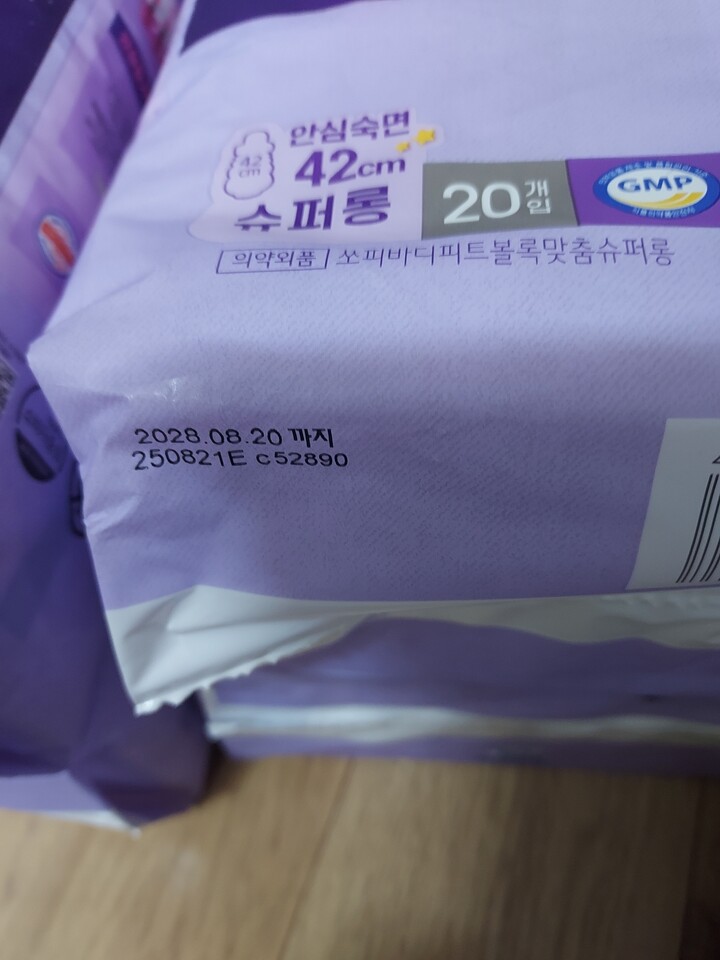 안심숙면
42cm
42cm
슈퍼롱
20개입
GMP
의약외품 쏘피바디피트볼록맞춤슈퍼롱
2028.08.20 까지
250821E C52890